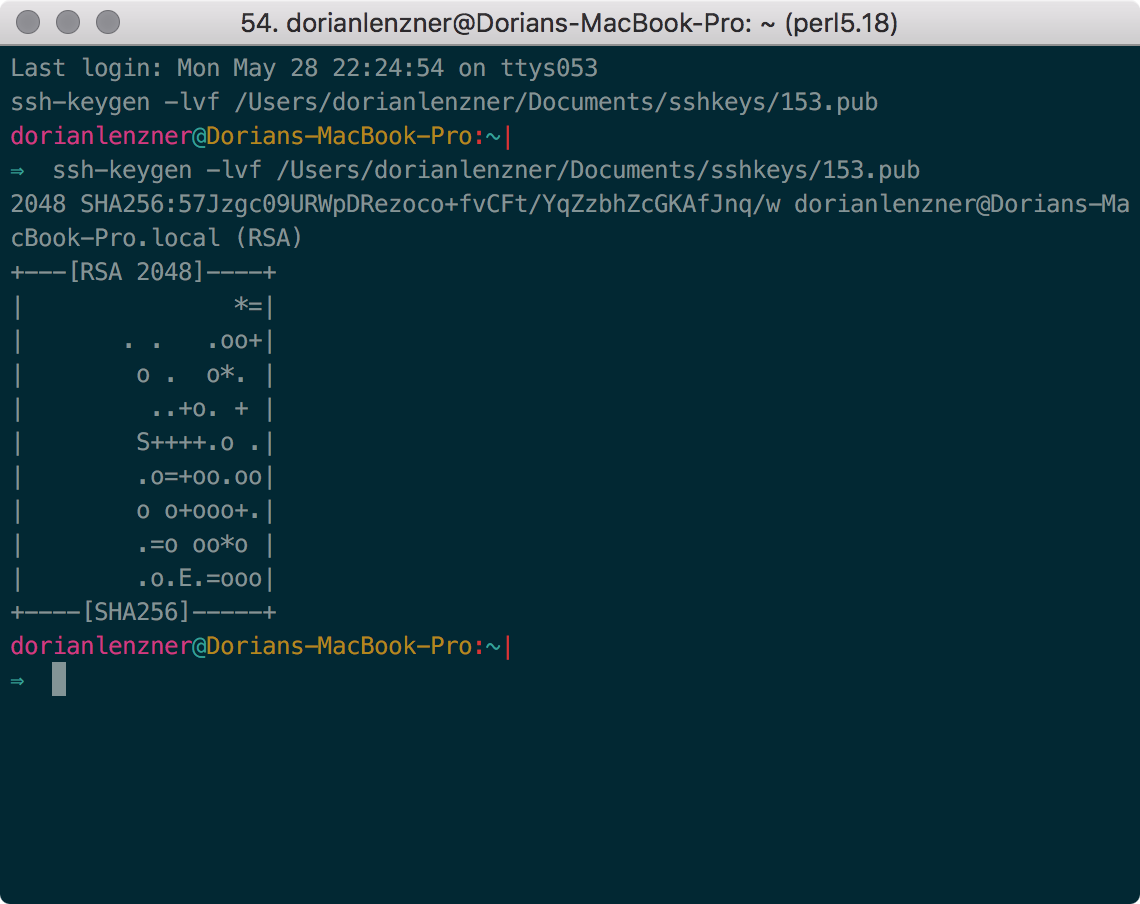 54. dorianlenzner@Dorians-MacBook-Pro: ~ (perl5.18)
Last login: Mon May 28 22:24:54 on ttys053
ssh-keygen -lvf /Users/dorianlenzner/Documents/sshkeys/153.pub
dorianlenzner@Dorians-MacBook-Pro:~|
⇒  ssh-keygen -lvf /Users/dorianlenzner/Documents/sshkeys/153.pub
2048 SHA256:57Jzgc09URWpDRezoco+fvCFt/YqZzbhZcGKAfJnq/w dorianlenzner@Dorians-Ma
cBook-Pro.local (RSA)
+---[RSA 2048]----+
|               *=|
|       . .   .oo+|
|        o .  o*. |
|         ..+o. + |
|        S++++.o .|
|        .o=+oo.oo|
|        o o+ooo+.|
|        .=o oo*o |
|        .o.E.=ooo|
+----[SHA256]-----+
dorianlenzner@Dorians-MacBook-Pro:~|
⇒